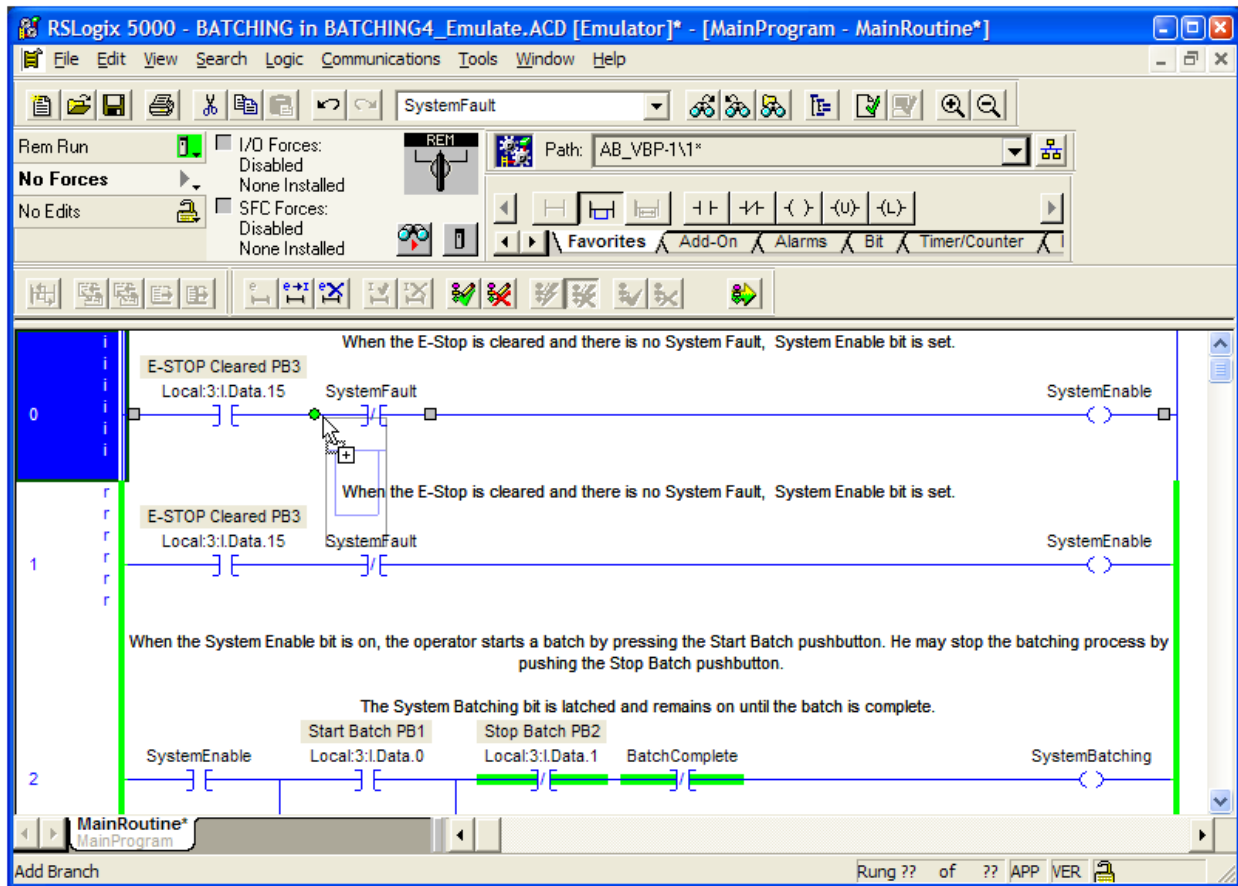 RSLogix 5000 - BATCHING in BATCHING4_Emulate.ACD [Emulator]* - [MainProgram - MainRoutine*]
File Edit View Search Logic Communications Tools Window Help
SystemFault
Rem Run
No Forces
No Edits
I/O Forces:
Disabled
None Installed
SFC Forces:
Disabled
None Installed
REM
Path: AB_VBP-1\1*
Favorites Add-On Alarms Bit Timer/Counter
When the E-Stop is cleared and there is no System Fault, System Enable bit is set.
E-STOP Cleared PB3
Local:3:I.Data.15 SystemFault SystemEnable
0
i
i
i
i
i
i
When the E-Stop is cleared and there is no System Fault, System Enable bit is set.
E-STOP Cleared PB3
Local:3:I.Data.15 SystemFault SystemEnable
1
r
r
r
r
r
r
When the System Enable bit is on, the operator starts a batch by pressing the Start Batch pushbutton. He may stop the batching process by
pushing the Stop Batch pushbutton.
The System Batching bit is latched and remains on until the batch is complete.
Start Batch PB1 Stop Batch PB2
SystemEnable Local:3:I.Data.0 Local:3:I.Data.1 BatchComplete SystemBatching
2
MainRoutine*
MainProgram
Add Branch Rung ?? of ?? APP VER